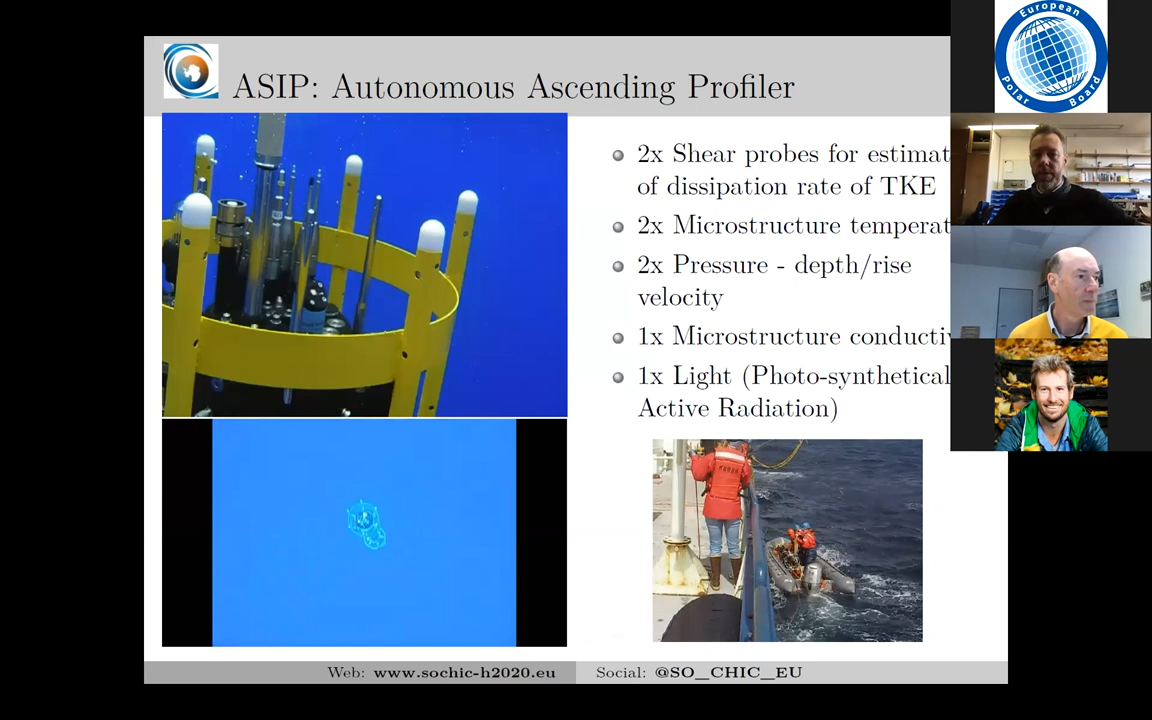 ASIP: Autonomous Ascending Profiler
2x Shear probes for estimat
of dissipation rate of TKE
2x Microstructure temperat
2x Pressure - depth/rise
velocity
1x Microstructure conducti
1x Light (Photo-synthetical
Active Radiation)
Web: www.sochic-h2020.eu
Social: @SO_CHIC_EU
European
Polar Board